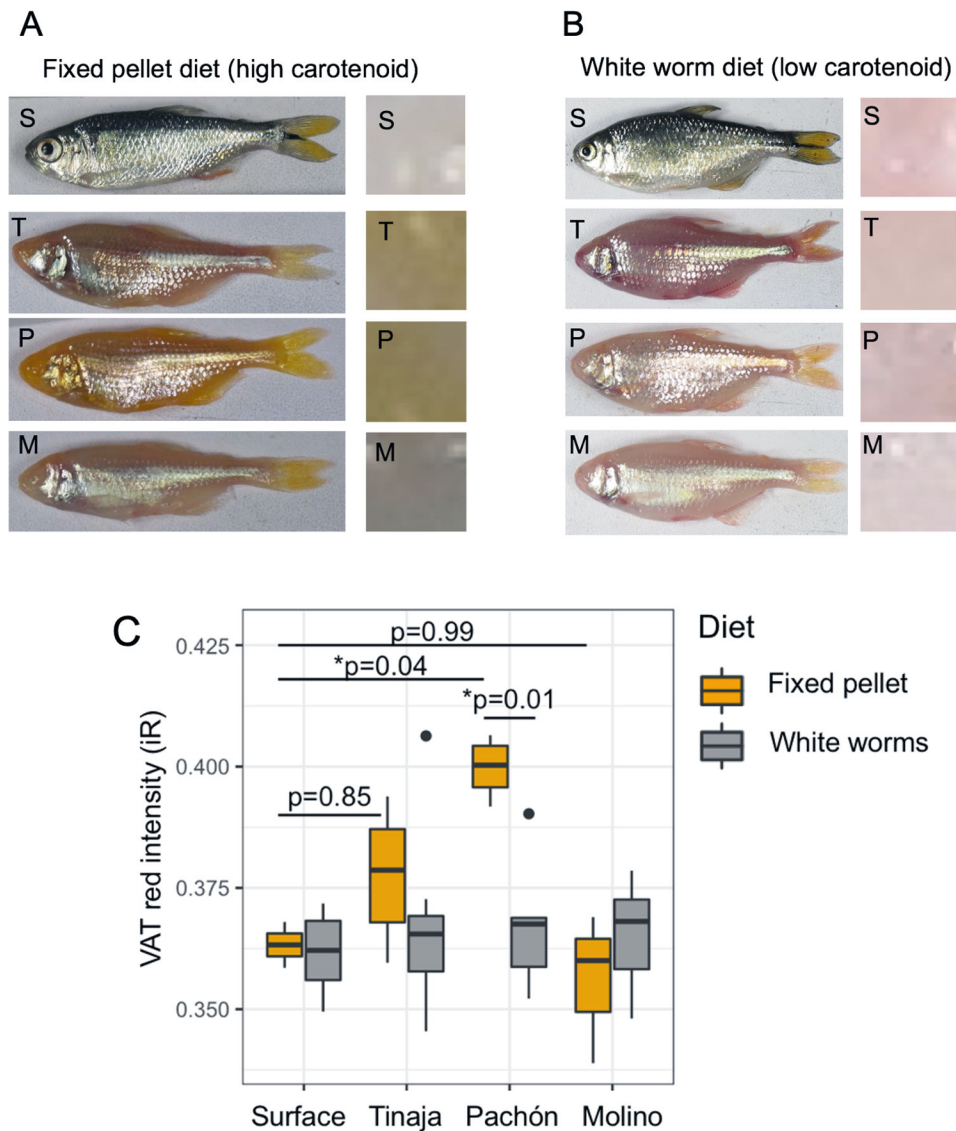 A
Fixed pellet diet (high carotenoid)
S
S
T
T
P
P
M
M
B
White worm diet (low carotenoid)
S
S
T
T
P
P
M
M
C
VAT red intensity (iR)
0.425
0.400
0.375
0.350
p=0.99
*p=0.04
*p=0.01
p=0.85
Surface Tinaja Pachón Molino
Diet
Fixed pellet
White worms